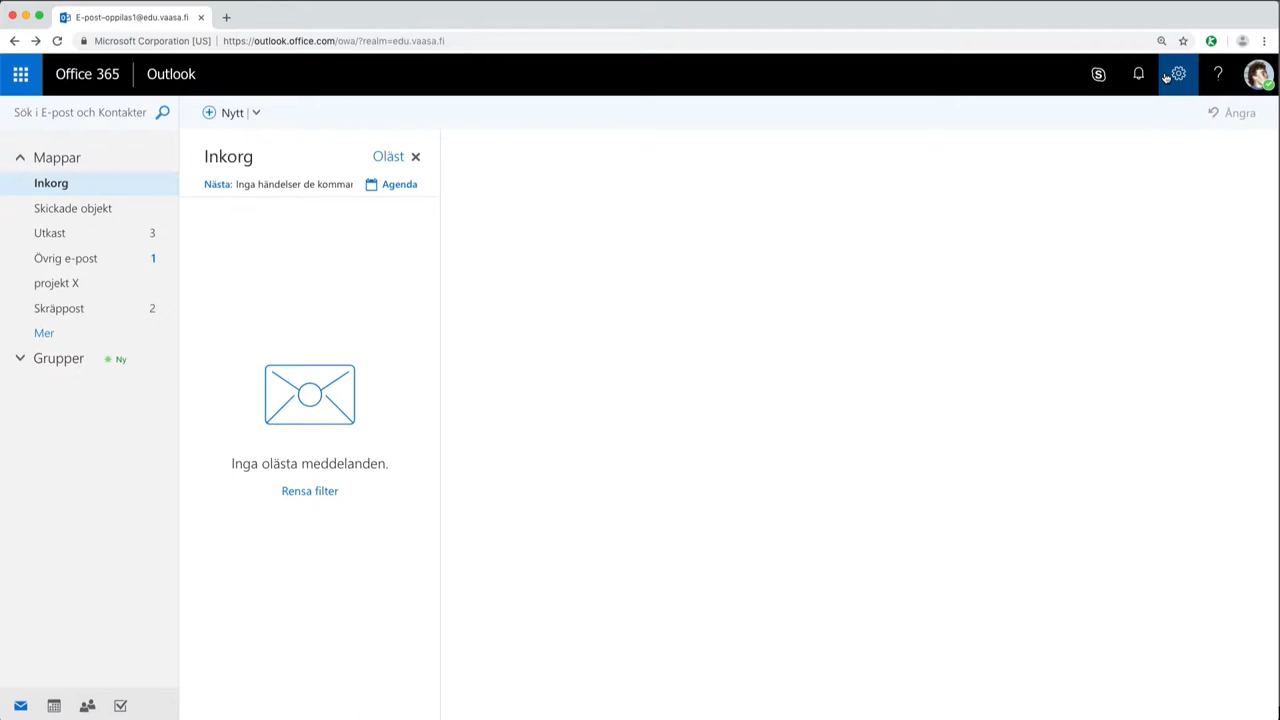 E-post–oppilas1@edu.vaasa.fi
Microsoft Corporation [US] | https://outlook.office.com/owa/?realm=edu.vaasa.fi
Office 365 Outlook
Sök i E-post och Kontakter
Nytt
Ångra
Mappar
Inkorg
Skickade objekt
Utkast 3
Övrig e-post 1
projekt X
Skräppost 2
Mer
Grupper Ny
Inkorg Oläst
Nästa: Inga händelser de kommar Agenda
Inga olästa meddelanden.
Rensa filter